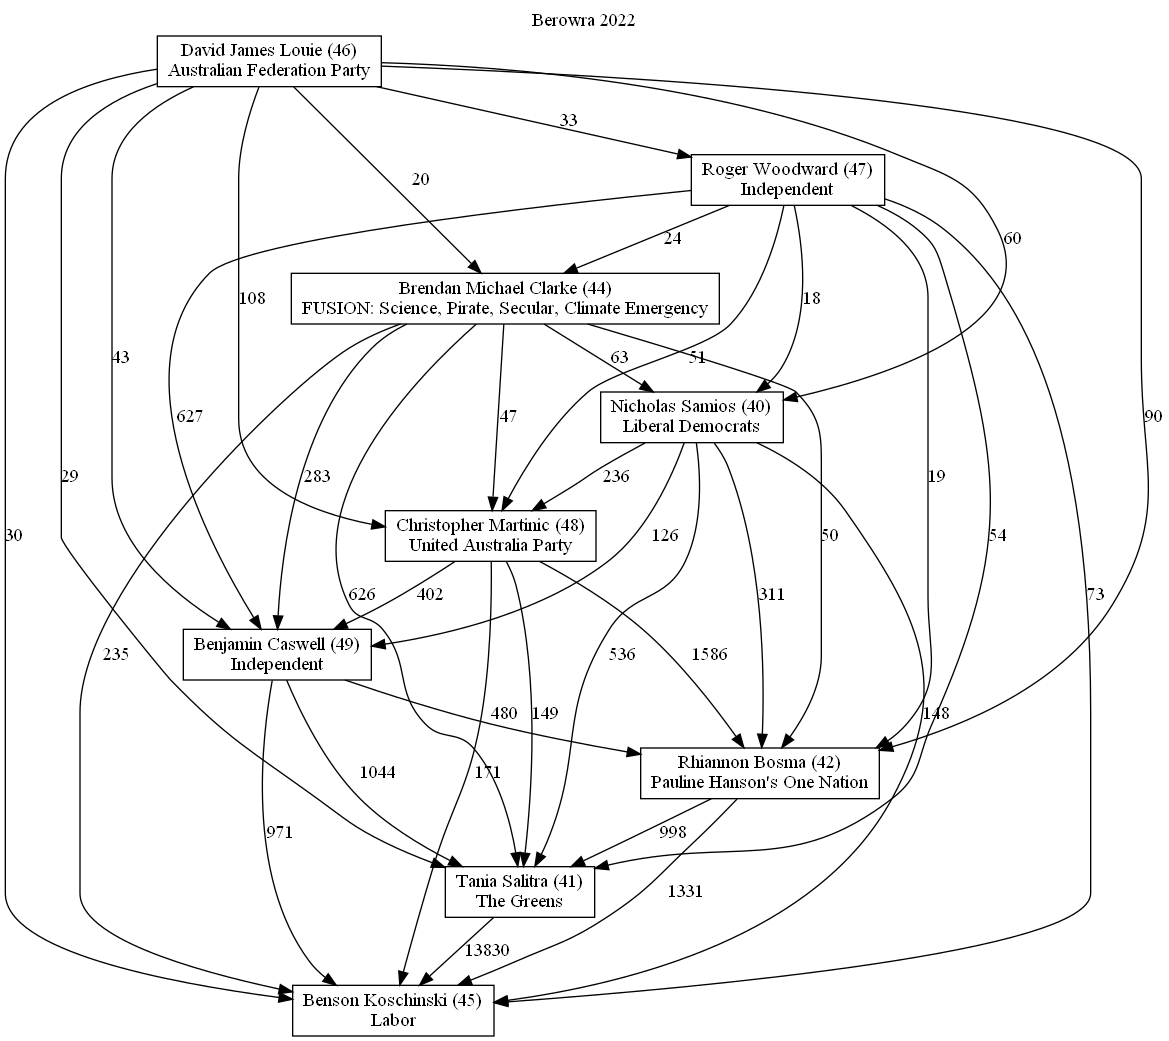 Berowra 2022
David James Louie (46)
Australian Federation Party
33
Roger Woodward (47)
Independent
20
24
60
Brendan Michael Clarke (44)
FUSION: Science, Pirate, Secular, Climate Emergency
108
18
43
63
51
Nicholas Samios (40)
Liberal Democrats
627
47
90
29
283
236
19
Christopher Martinic (48)
United Australia Party
30
126
50
54
626
402
311
73
Benjamin Caswell (49)
Independent
235
536
1586
480
149
148
Rhiannon Bosma (42)
Pauline Hanson's One Nation
1044
171
971
998
Tania Salitra (41)
The Greens
1331
13830
Benson Koschinski (45)
Labor